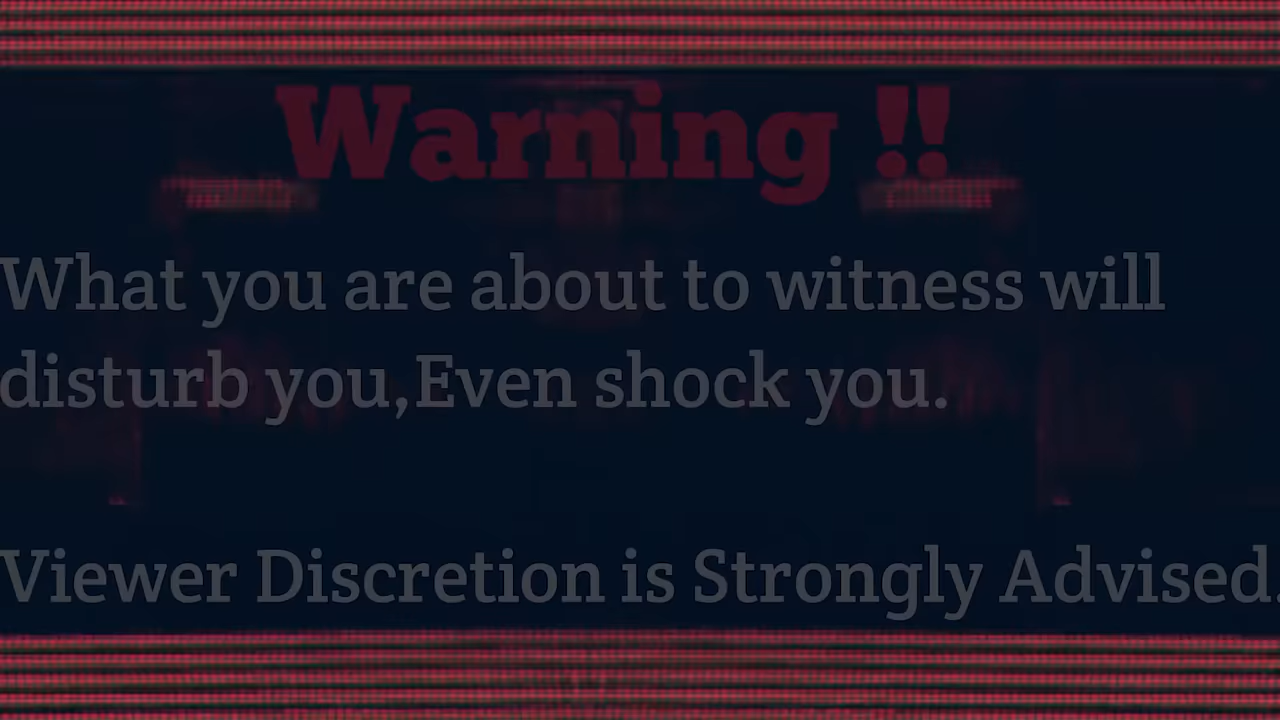 Warning !!
What you are about to witness will
disturb you,Even shock you.
Viewer Discretion is Strongly Advised.